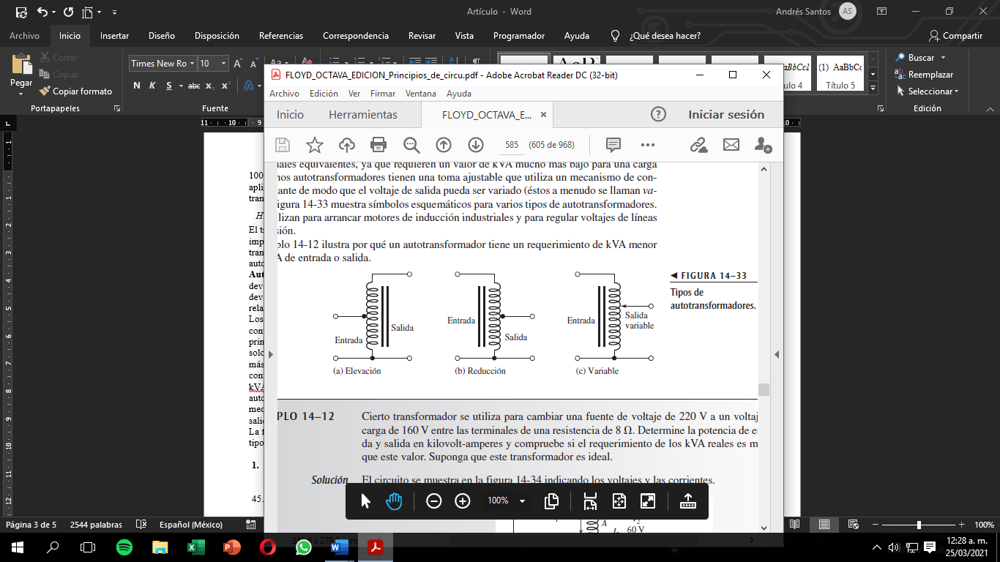 Artículo - Word
Andrés Santos
AS
Archivo
Inicio
Insertar
Diseño
Disposición
Referencias
Correspondencia
Revisar
Vista
Programador
Ayuda
¿Qué desea hacer?
Compartir
Pegar
Cortar
Copiar
Copiar formato
Portapapeles
Times New Ro
10
N K S abc x₂ x²
Fuente
(1) AaBbCc
Título 5
Buscar
Reemplazar
Seleccionar
Edición
FLOYD_OCTAVA_EDICION_Principios_de_circu.pdf - Adobe Acrobat Reader DC (32-bit)
Archivo Edición Ver Firmar Ventana Ayuda
Inicio
Herramientas
FLOYD_OCTAVA_E...
Iniciar sesión
585
(605 de 968)
nales equivalentes, ya que requieren un valor de kVA mucho más bajo para una carga
nos autotransformadores tienen una toma ajustable que utiliza un mecanismo de con-
ante de modo que el voltaje de salida pueda ser variado (éstos a menudo se llaman va-
igura 14-33 muestra símbolos esquemáticos para varios tipos de autotransformadores.
lizan para arrancar motores de inducción industriales y para regular voltajes de líneas
sión.
plo 14-12 ilustra por qué un autotransformador tiene un requerimiento de kVA menor
A de entrada o salida.
Entrada
Salida
(a) Elevación
Entrada
Salida
(b) Reducción
Entrada
Salida
variable
(c) Variable
◄ FIGURA 14–33
Tipos de
autotransformadores.
PLO 14–12
Cierto transformador se utiliza para cambiar una fuente de voltaje de 220 V a un voltaj
carga de 160 V entre las terminales de una resistencia de 8 Ω. Determine la potencia de e
da y salida en kilovolt-amperes y compruebe si el requerimiento de los kVA reales es m
que este valor. Suponga que este transformador es ideal.
Solución
El circuito se muestra en la figura 14-34 indicando los voltajes y las corrientes.
100%
60 V
100
apli
tran
El t
imp
tran
auto
Aut
dev
dev
rela
Los
cont
prin
solo
más
cont
kVA
auto
med
sali
La f
tipo
1.
45.
Página 3 de 5
2544 palabras
Español (México)
100%
12:28 a. m.
25/03/2021